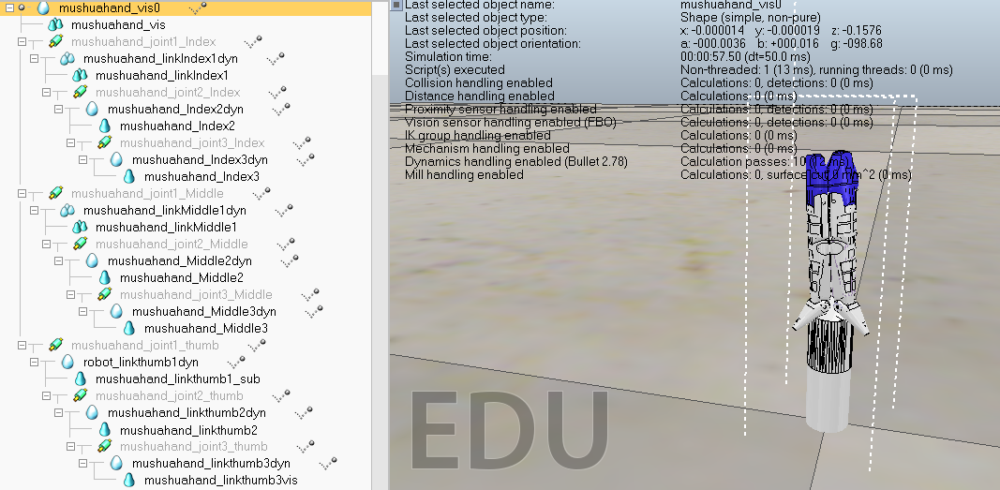 mushuahand_vis0
mushuahand_vis
mushuahand_joint1_Index
mushuahand_linkIndex1dyn
mushuahand_linkIndex1
mushuahand_joint2_Index
mushuahand_Index2dyn
mushuahand_Index2
mushuahand_joint3_Index
mushuahand_Index3dyn
mushuahand_Index3
mushuahand_joint1_Middle
mushuahand_linkMiddle1dyn
mushuahand_linkMiddle1
mushuahand_joint2_Middle
mushuahand_Middle2dyn
mushuahand_Middle2
mushuahand_joint3_Middle
mushuahand_Middle3dyn
mushuahand_Middle3
mushuahand_joint1_thumb
robot_linkthumb1dyn
mushuahand_linkthumb1_sub
mushuahand_joint2_thumb
mushuahand_linkthumb2dyn
mushuahand_linkthumb2
mushuahand_joint3_thumb
mushuahand_linkthumb3dyn
mushuahand_linkthumb3vis
Last selected object name: mushuahand_vis0
Last selected object type: Shape (simple, non-pure)
Last selected object position: x: -0.000014 y: -0.000019 z: -0.1576
Last selected object orientation: a: -000.0036 b: +000.016 g: -098.68
Simulation time: 00:00:57.50 (dt=50.0 ms)
Script(s) executed Non-threaded: 1 (13 ms), running threads: 0 (0 ms)
Collision handling enabled Calculations: 0, detections: 0 (0 ms)
Distance handling enabled Calculations: 0 (0 ms)
Proximity sensor handling enabled Calculations: 0, detections: 0 (0 ms)
Vision sensor handling enabled (FBO) Calculations: 0, detections: 0 (0 ms)
IK group handling enabled Calculations: 0 (0 ms)
Mechanism handling enabled Calculations: 0 (0 ms)
Dynamics handling enabled (Bullet 2.78) Calculation passes: 10 (12 ms)
Mill handling enabled Calculations: 0, surface cut: 0 mm^2 (0 ms)
EDU